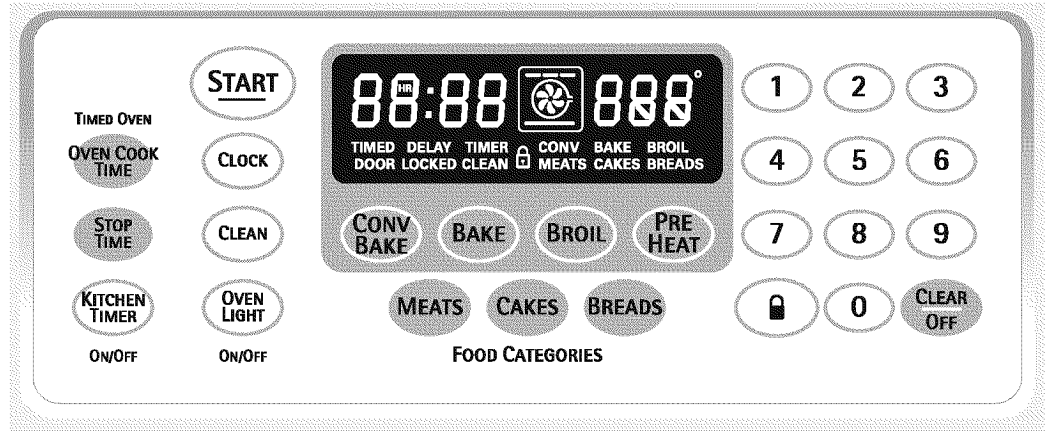 TIMED OVEN
OVEN COOK
TIME
STOP
TIME
KITCHEN
TIMER
ON/OFF
START
CLOCK
CLEAN
OVEN
LIGHT
ON/OFF
88:88 888°
HR
TIMED DELAY TIMER CONV BAKE BROIL
DOOR LOCKED CLEAN MEATS CAKES BREADS
CONV
BAKE
BAKE
BROIL
PRE
HEAT
MEATS
CAKES
BREADS
FOOD CATEGORIES
1 2 3
4 5 6
7 8 9
0
CLEAR
OFF